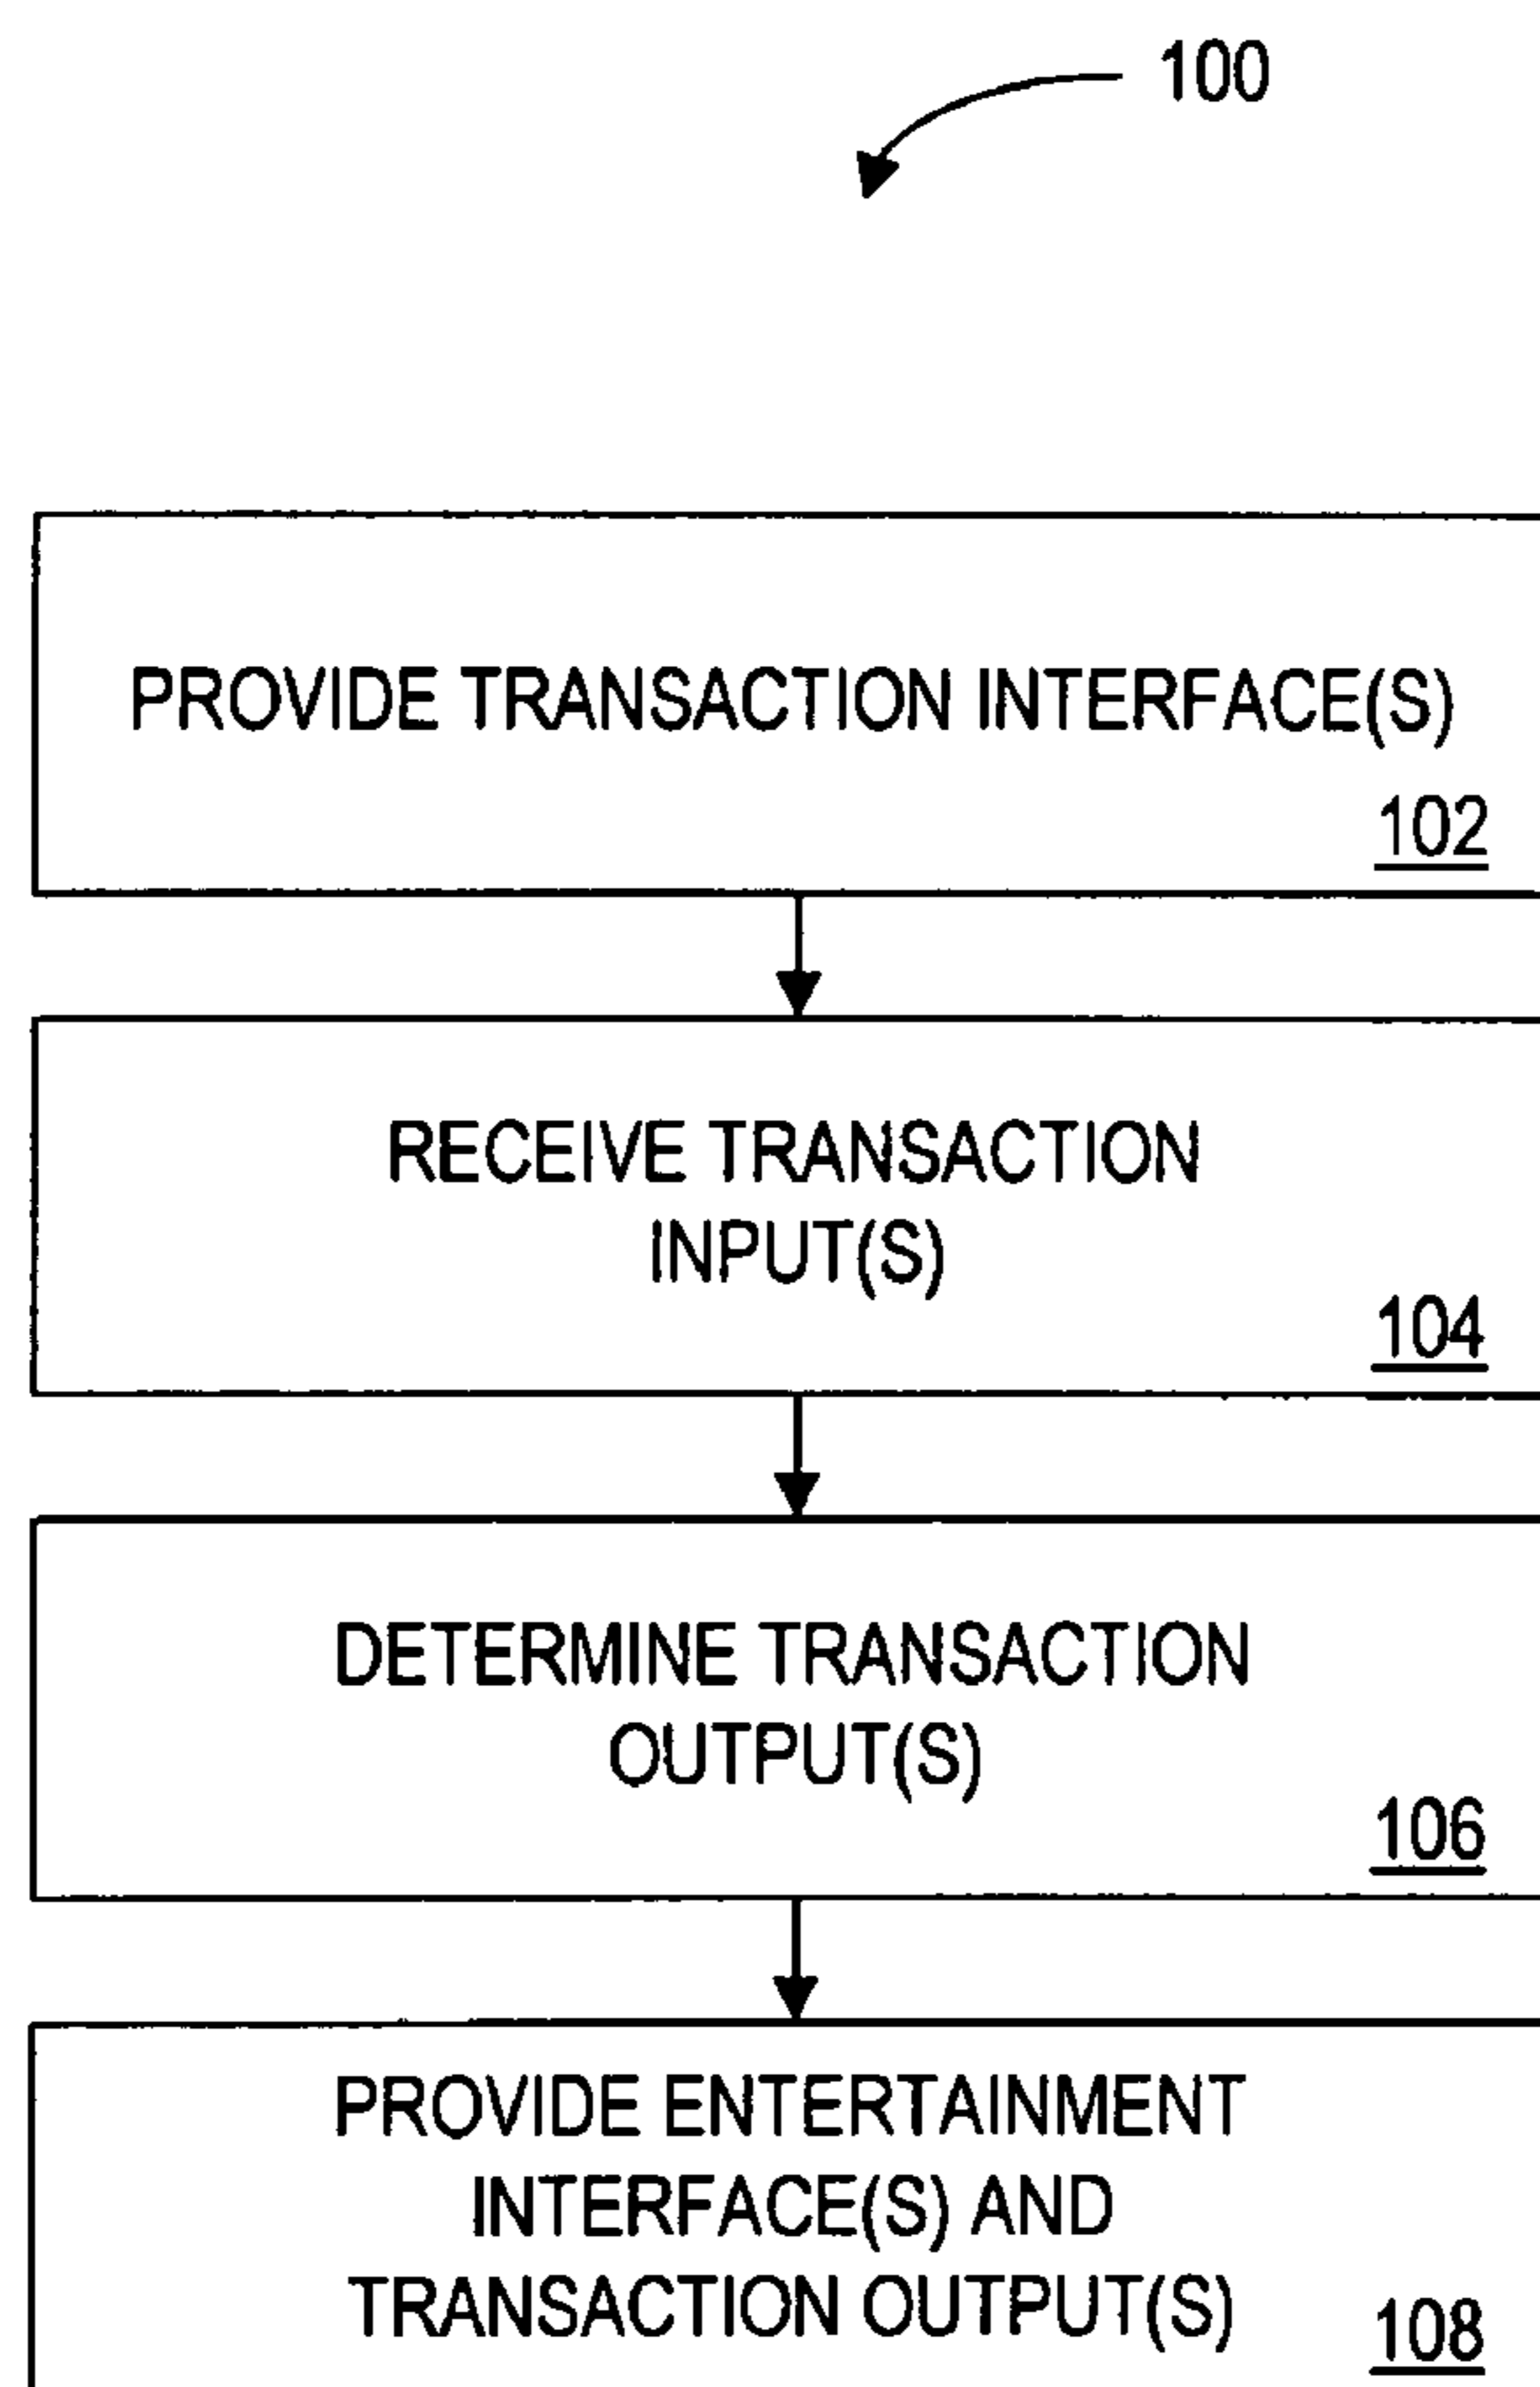 100
PROVIDE TRANSACTION INTERFACE(S)
102
RECEIVE TRANSACTION
INPUT(S)
104
DETERMINE TRANSACTION
OUTPUT(S)
106
PROVIDE ENTERTAINMENT
INTERFACE(S) AND
TRANSACTION OUTPUT(S)
108